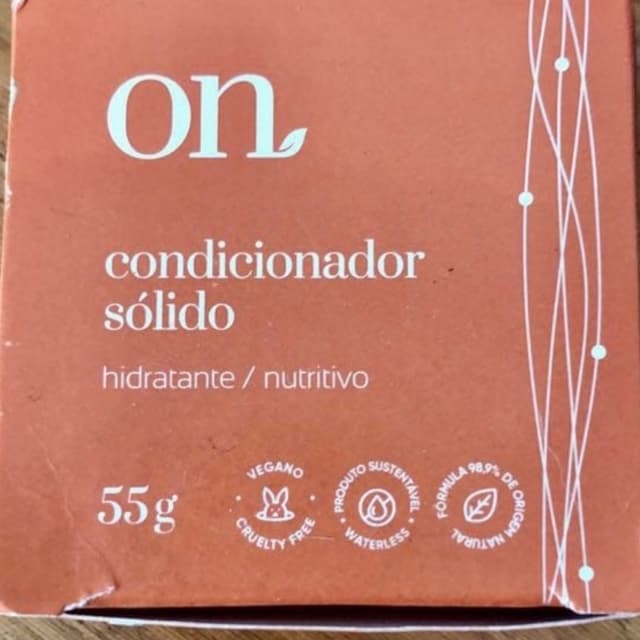 on
condicionador
sólido
hidratante / nutritivo
55g
VEGANO
CRUELTY FREE
PRODUTO SUSTENTÁVEL
WATERLESS
FÓRMULA 98,9% DE ORIGEM NATURAL